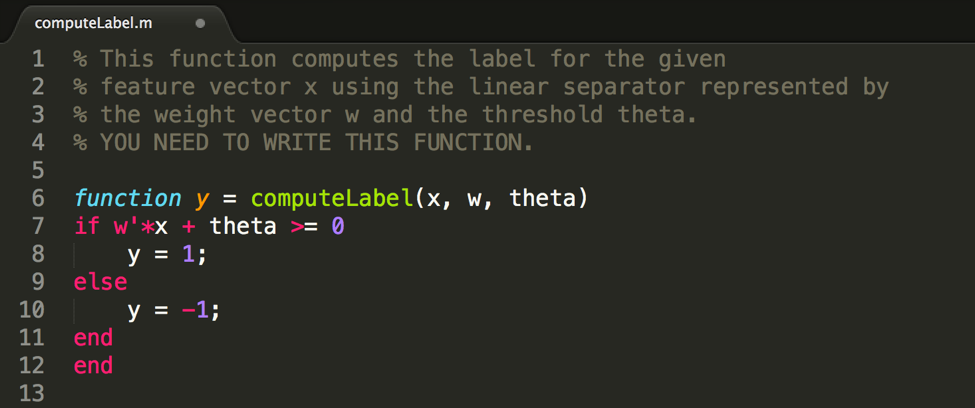 computeLabel.m
1 % This function computes the label for the given
2 % feature vector x using the linear separator represented by
3 % the weight vector w and the threshold theta.
4 % YOU NEED TO WRITE THIS FUNCTION.
5
6 function y = computeLabel(x, w, theta)
7 if w'*x + theta >= 0
8     y = 1;
9 else
10     y = -1;
11 end
12 end
13